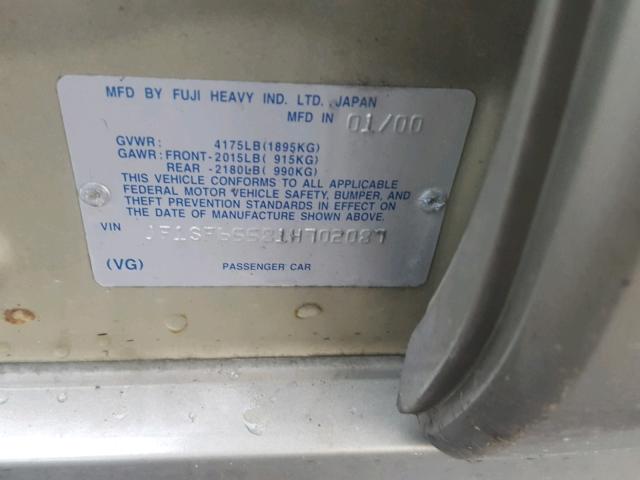 MFD BY FUJI HEAVY IND. LTD. JAPAN
MFD IN 01/00
GVWR: 4175LB(1895KG)
GAWR: FRONT-2015LB( 915KG)
REAR -2180LB( 990KG)
THIS VEHICLE CONFORMS TO ALL APPLICABLE
FEDERAL MOTOR VEHICLE SAFETY, BUMPER, AND
THEFT PREVENTION STANDARDS IN EFFECT ON
THE DATE OF MANUFACTURE SHOWN ABOVE.
VIN
(VG) PASSENGER CAR